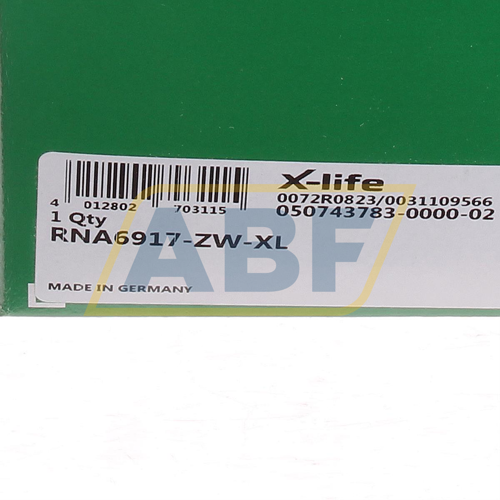 X-life
0072R0823/0031109566
050743783-0000-02
4 012802 703115
1 Qty
RNA6917-ZW-XL
MADE IN GERMANY
ABF